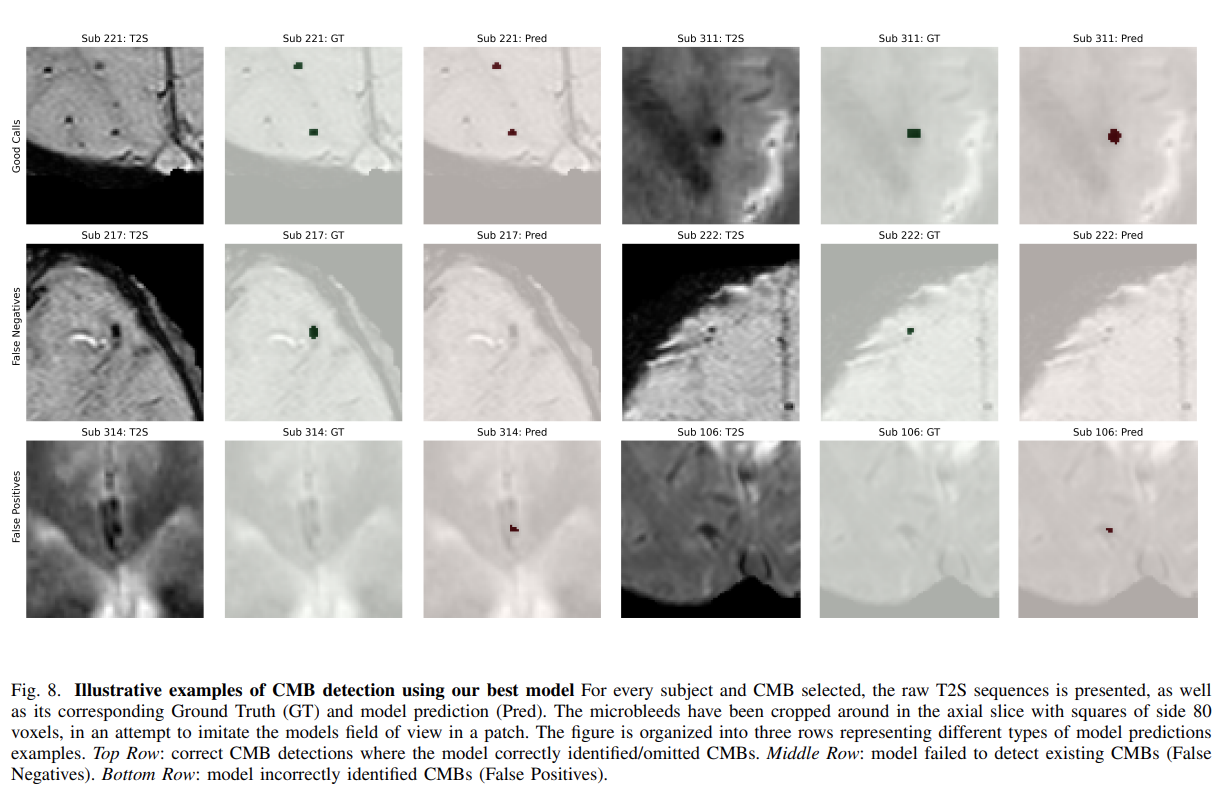 Sub 221: T2S
Sub 221: GT
Sub 221: Pred
Sub 311: T2S
Sub 311: GT
Sub 311: Pred
Good Calls
Sub 217: T2S
Sub 217: GT
Sub 217: Pred
Sub 222: T2S
Sub 222: GT
Sub 222: Pred
False Negatives
Sub 314: T2S
Sub 314: GT
Sub 314: Pred
Sub 106: T2S
Sub 106: GT
Sub 106: Pred
False Positives
Fig. 8. Illustrative examples of CMB detection using our best model For every subject and CMB selected, the raw T2S sequences is presented, as well
as its corresponding Ground Truth (GT) and model prediction (Pred). The microbleeds have been cropped around in the axial slice with squares of side 80
voxels, in an attempt to imitate the models field of view in a patch. The figure is organized into three rows representing different types of model predictions
examples. Top Row: correct CMB detections where the model correctly identified/omitted CMBs. Middle Row: model failed to detect existing CMBs (False
Negatives). Bottom Row: model incorrectly identified CMBs (False Positives).